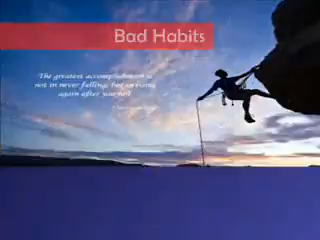 Bad Habits
The greatest accomplishment is
not in never falling, but in rising
again after you fall.